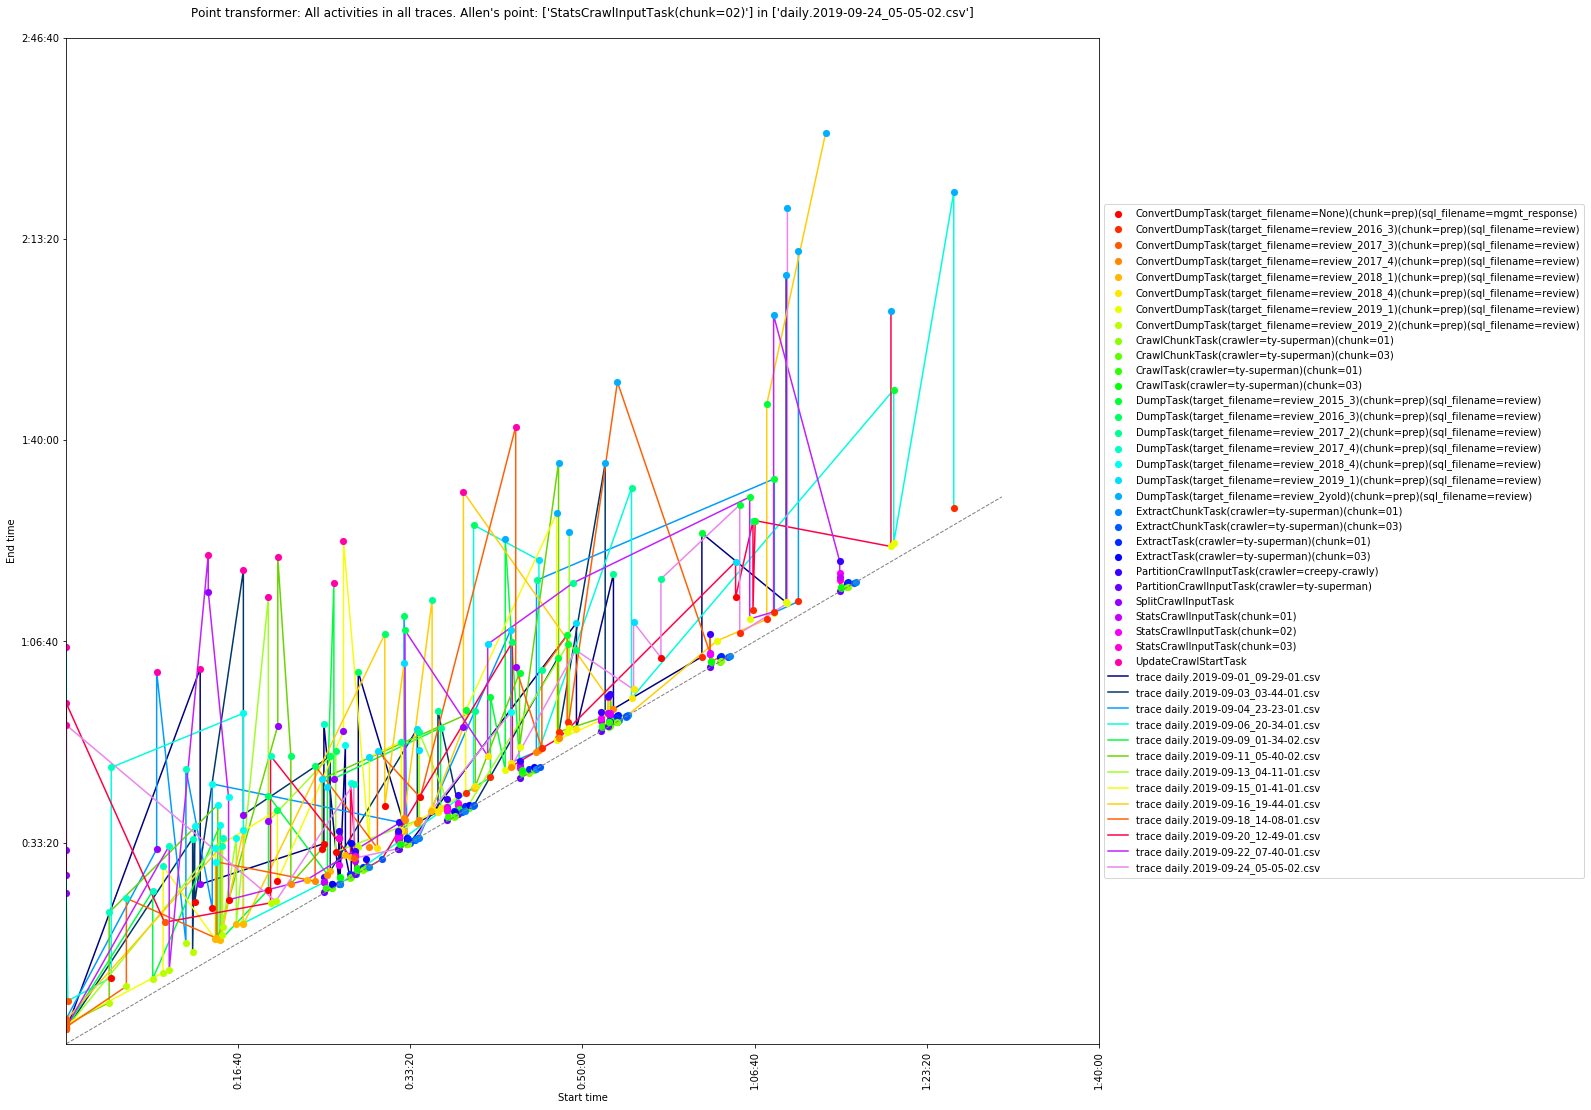 Point transformer: All activities in all traces. Allen's point: ['StatsCrawlInputTask(chunk=02)'] in ['daily.2019-09-24_05-05-02.csv']
2:46:40
2:13:20
1:40:00
1:06:40
0:33:20
End time
0:16:40
0:33:20
0:50:00
1:06:40
1:23:20
1:40:00
Start time
ConvertDumpTask(target_filename=None)(chunk=prep)(sql_filename=mgmt_response)
ConvertDumpTask(target_filename=review_2016_3)(chunk=prep)(sql_filename=review)
ConvertDumpTask(target_filename=review_2017_3)(chunk=prep)(sql_filename=review)
ConvertDumpTask(target_filename=review_2017_4)(chunk=prep)(sql_filename=review)
ConvertDumpTask(target_filename=review_2018_1)(chunk=prep)(sql_filename=review)
ConvertDumpTask(target_filename=review_2018_4)(chunk=prep)(sql_filename=review)
ConvertDumpTask(target_filename=review_2019_1)(chunk=prep)(sql_filename=review)
ConvertDumpTask(target_filename=review_2019_2)(chunk=prep)(sql_filename=review)
CrawlChunkTask(crawler=ty-superman)(chunk=01)
CrawlChunkTask(crawler=ty-superman)(chunk=03)
CrawlTask(crawler=ty-superman)(chunk=01)
CrawlTask(crawler=ty-superman)(chunk=03)
DumpTask(target_filename=review_2015_3)(chunk=prep)(sql_filename=review)
DumpTask(target_filename=review_2016_3)(chunk=prep)(sql_filename=review)
DumpTask(target_filename=review_2017_2)(chunk=prep)(sql_filename=review)
DumpTask(target_filename=review_2017_4)(chunk=prep)(sql_filename=review)
DumpTask(target_filename=review_2018_4)(chunk=prep)(sql_filename=review)
DumpTask(target_filename=review_2019_1)(chunk=prep)(sql_filename=review)
DumpTask(target_filename=review_2yold)(chunk=prep)(sql_filename=review)
ExtractChunkTask(crawler=ty-superman)(chunk=01)
ExtractChunkTask(crawler=ty-superman)(chunk=03)
ExtractTask(crawler=ty-superman)(chunk=01)
ExtractTask(crawler=ty-superman)(chunk=03)
PartitionCrawlInputTask(crawler=creepy-crawly)
PartitionCrawlInputTask(crawler=ty-superman)
SplitCrawlInputTask
StatsCrawlInputTask(chunk=01)
StatsCrawlInputTask(chunk=02)
StatsCrawlInputTask(chunk=03)
UpdateCrawlStartTask
trace daily.2019-09-01_09-29-01.csv
trace daily.2019-09-03_03-44-01.csv
trace daily.2019-09-04_23-23-01.csv
trace daily.2019-09-06_20-34-01.csv
trace daily.2019-09-09_01-34-02.csv
trace daily.2019-09-11_05-40-02.csv
trace daily.2019-09-13_04-11-01.csv
trace daily.2019-09-15_01-41-01.csv
trace daily.2019-09-16_19-44-01.csv
trace daily.2019-09-18_14-08-01.csv
trace daily.2019-09-20_12-49-01.csv
trace daily.2019-09-22_07-40-01.csv
trace daily.2019-09-24_05-05-02.csv